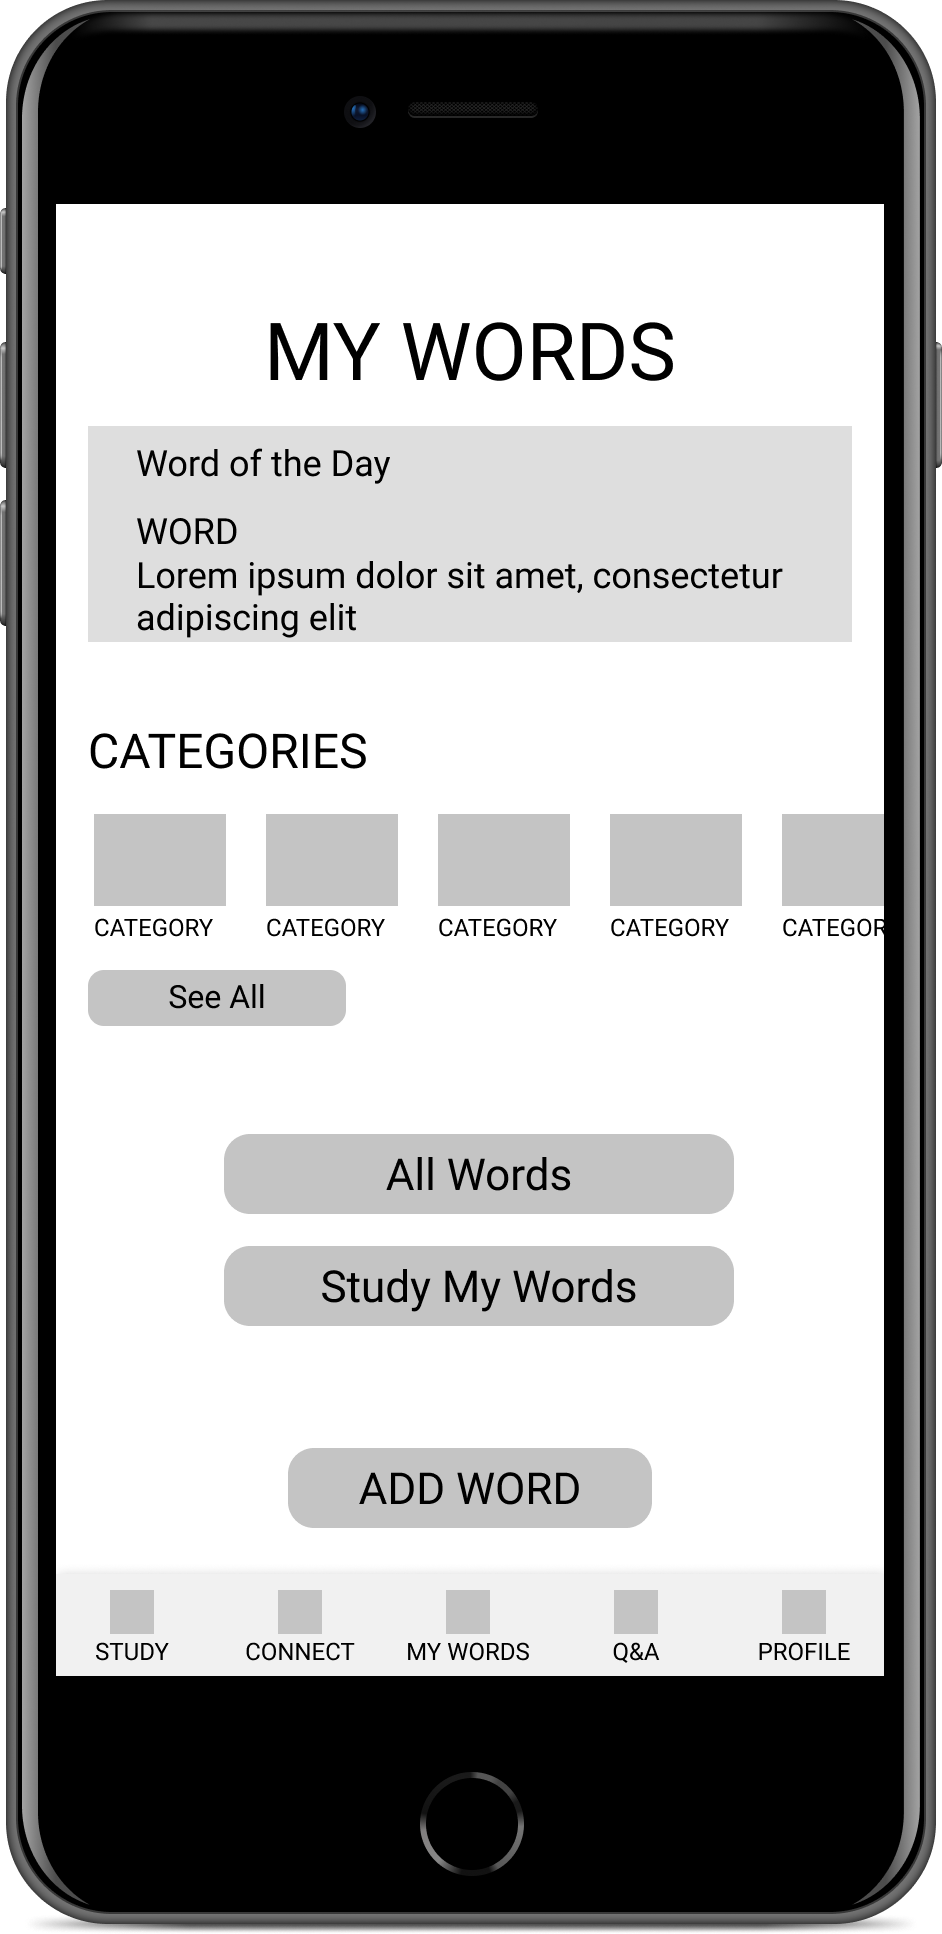 MY WORDS
Word of the Day
WORD
Lorem ipsum dolor sit amet, consectetur
adipiscing elit
CATEGORIES
CATEGORY CATEGORY CATEGORY CATEGORY CATEGOR
See All
All Words
Study My Words
ADD WORD
STUDY CONNECT MY WORDS Q&A PROFILE